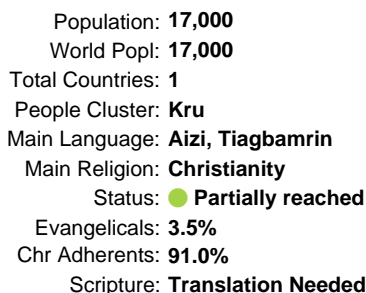 Population: 17,000
World Popl: 17,000
Total Countries: 1
People Cluster: Kru
Main Language: Aizi, Tiagbamrin
Main Religion: Christianity
Status: Partially reached
Evangelicals: 3.5%
Chr Adherents: 91.0%
Scripture: Translation Needed